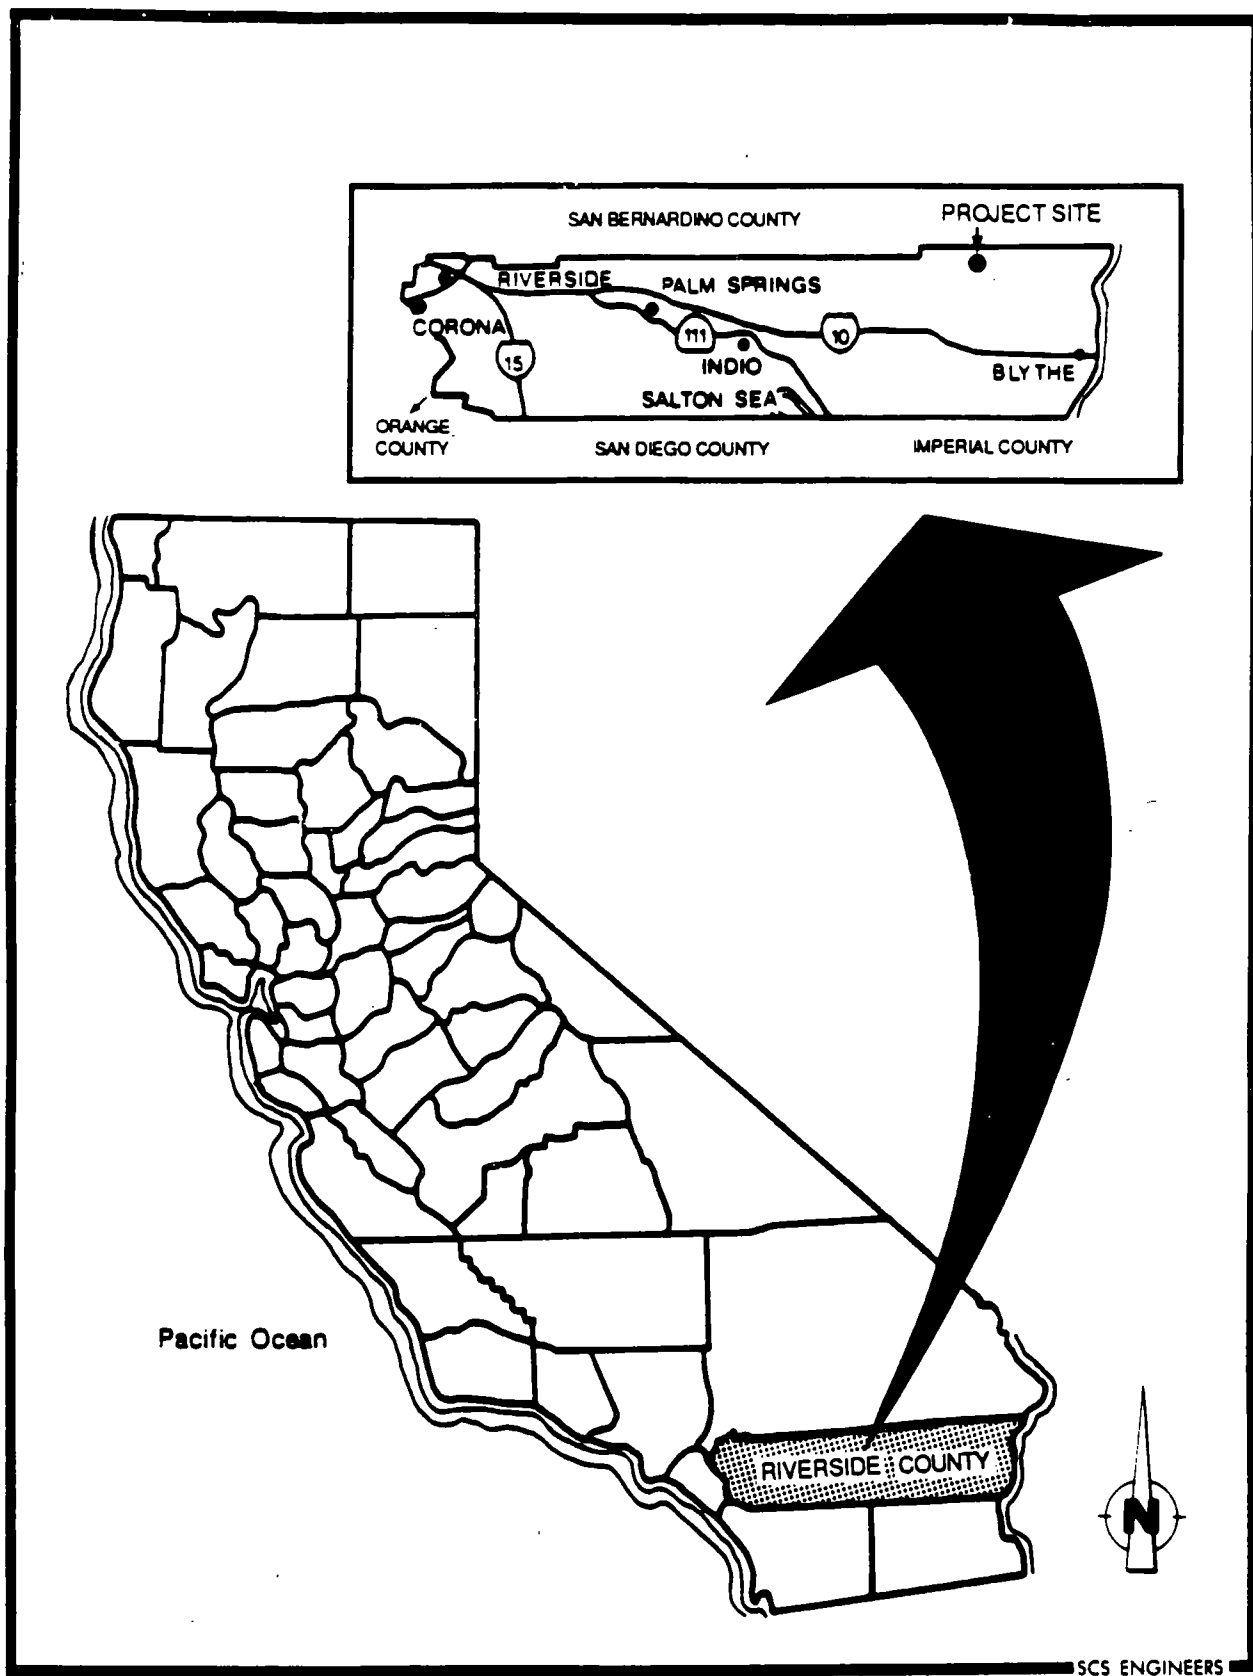 SAN BERNARDINO COUNTY
PROJECT SITE
RIVERSIDE
PALM SPRINGS
CORONA
111
10
15
INDIO
BLYTHE
SALTON SEA
ORANGE
COUNTY
SAN DIEGO COUNTY
IMPERIAL COUNTY
Pacific Ocean
RIVERSIDE COUNTY
N
SCS ENGINEERS